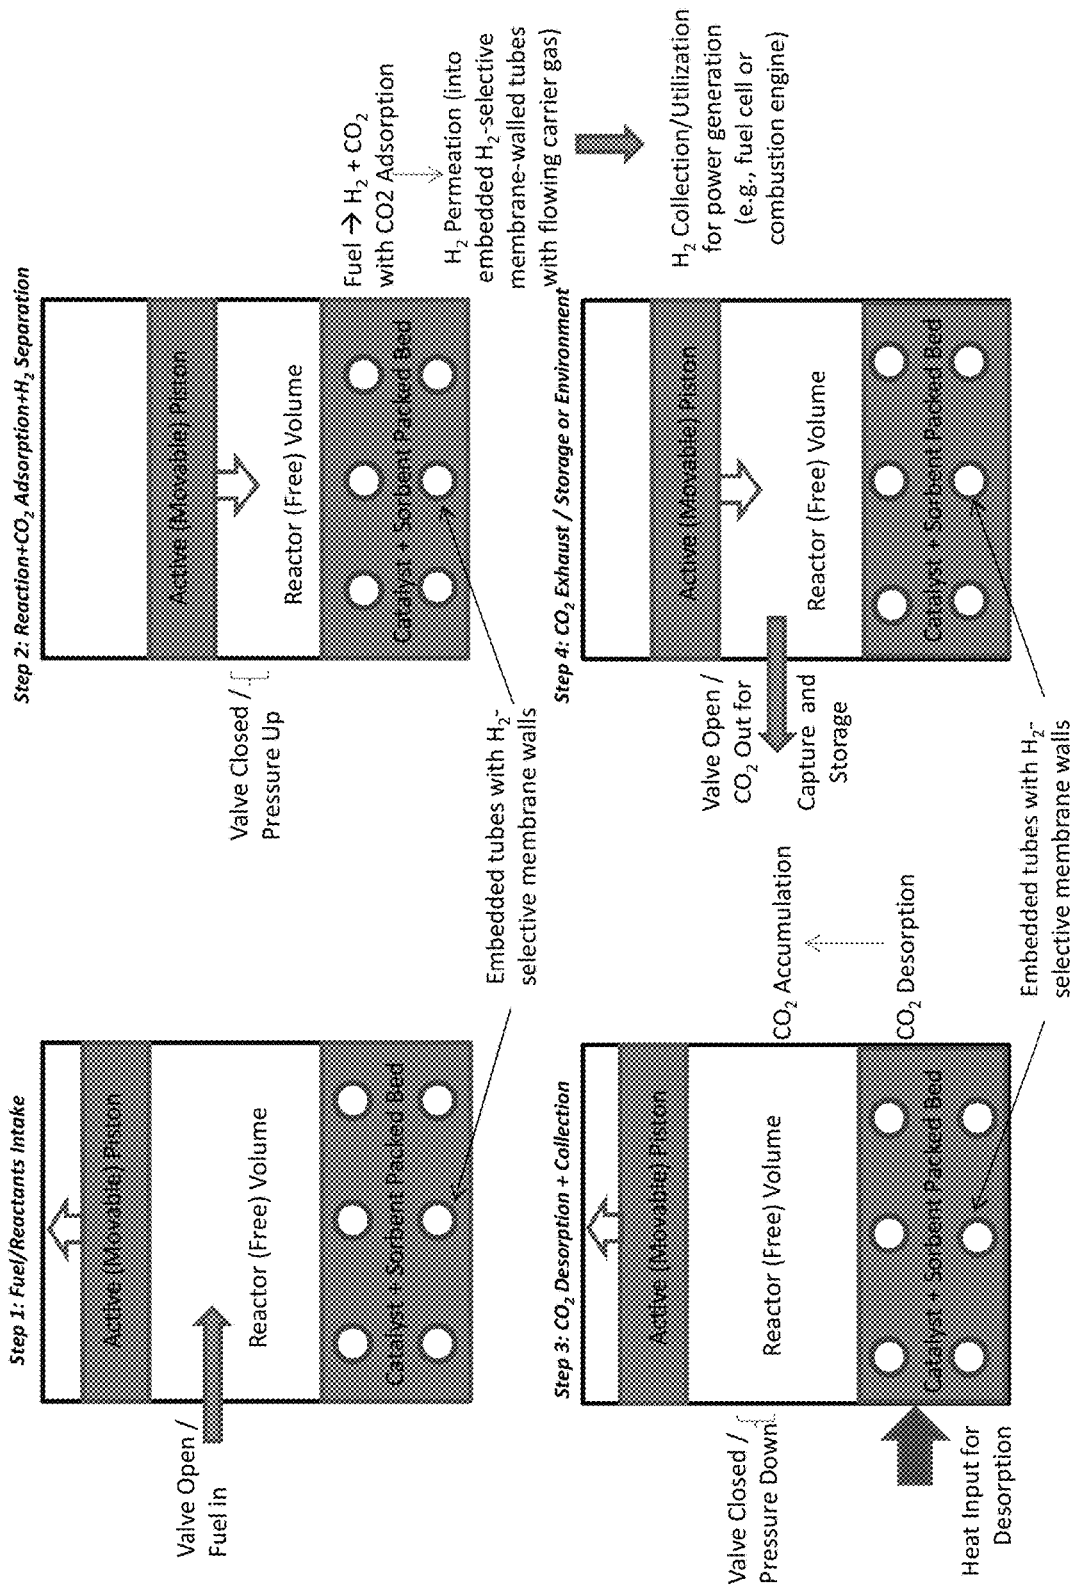 Step 1: Fuel/Reactants Intake
Valve Open /
Fuel in
Active (Movable) Piston
Reactor (Free) Volume
Catalyst + Sorbent Packed Bed
Embedded tubes with H₂-
selective membrane walls
Step 2: Reaction+CO₂ Adsorption+H₂ Separation
Valve Closed /
Pressure Up
Active (Movable) Piston
Reactor (Free) Volume
Catalyst + Sorbent Packed Bed
Fuel → H₂ + CO₂
with CO2 Adsorption
H₂ Permeation (into
embedded H₂-selective
membrane-walled tubes
with flowing carrier gas)
H₂ Collection/Utilization
for power generation
(e.g., fuel cell or
combustion engine)
Step 3: CO₂ Desorption + Collection
Valve Closed /
Pressure Down
Heat Input for
Desorption
Active (Movable) Piston
Reactor (Free) Volume
Catalyst + Sorbent Packed Bed
CO₂ Accumulation
CO₂ Desorption
Embedded tubes with H₂-
selective membrane walls
Step 4: CO₂ Exhaust / Storage or Environment
Valve Open /
CO₂ Out for
Capture and
Storage
Active (Movable) Piston
Reactor (Free) Volume
Catalyst + Sorbent Packed Bed